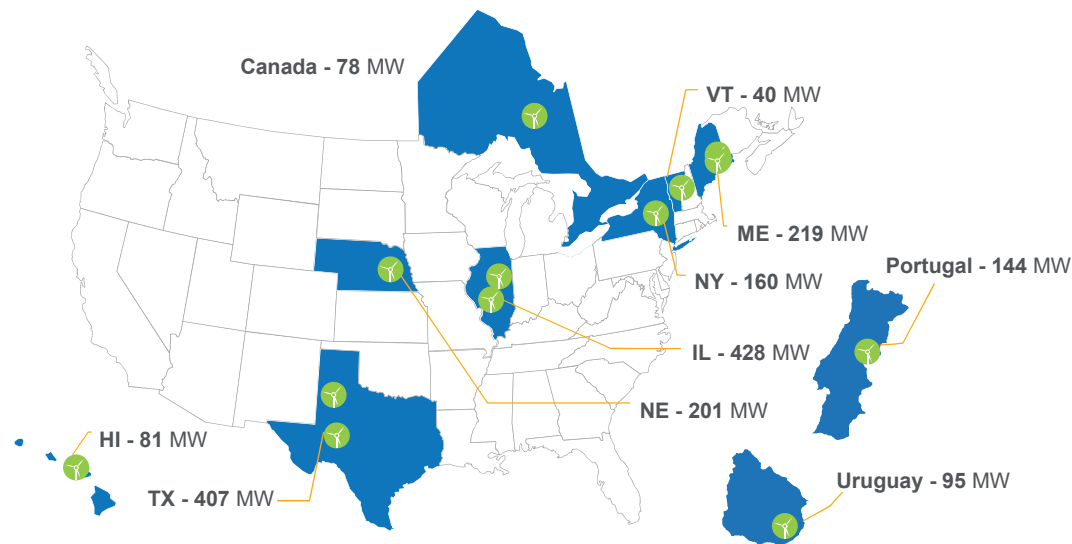 Canada - 78 MW
VT - 40 MW
ME - 219 MW
Portugal - 144 MW
NY - 160 MW
IL - 428 MW
NE - 201 MW
HI - 81 MW
Uruguay - 95 MW
TX - 407 MW